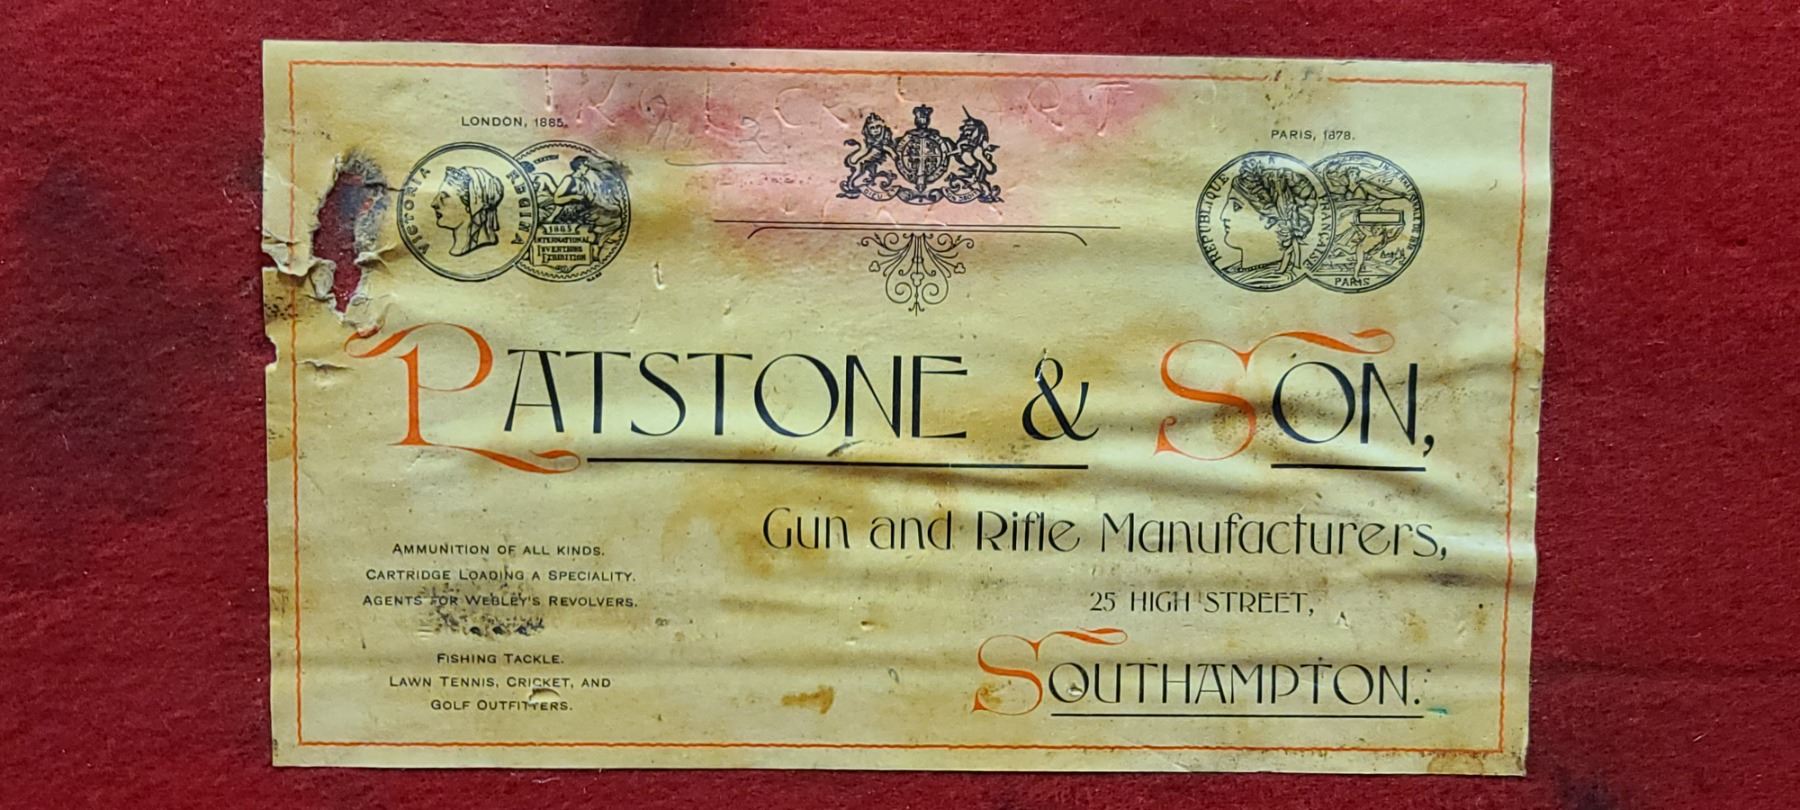 LONDON, 1885.
PARIS, 1878.
VICTORIA REGINA
1885
INTERNATIONAL
INVENTIONS
EXHIBITION
REPUBLIQUE FRANÇAISE
PARIS
PATSTONE & SON,
Gun and Rifle Manufacturers,
25 HIGH STREET,
SOUTHAMPTON.
AMMUNITION OF ALL KINDS.
CARTRIDGE LOADING A SPECIALITY.
AGENTS FOR WEBLEY'S REVOLVERS.
FISHING TACKLE.
LAWN TENNIS, CRICKET, AND
GOLF OUTFITTERS.